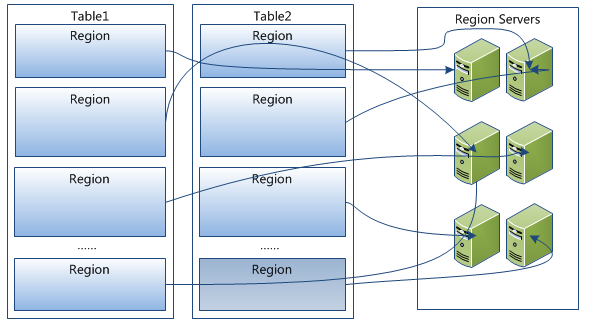 Table1
Region
Region
Region
......
Region
Table2
Region
Region
Region
......
Region
Region Servers